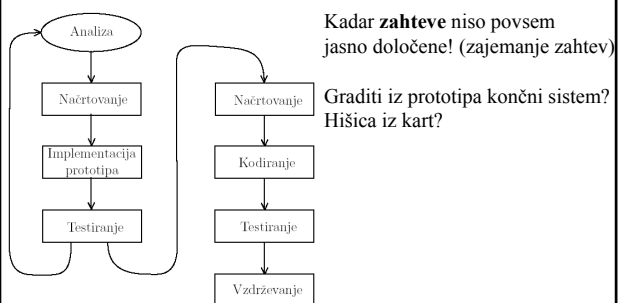 Analiza
Načrtovanje
Implementacija
prototipa
Testiranje
Načrtovanje
Kodiranje
Testiranje
Vzdrževanje
Kadar zahteve niso povsem
jasno določene! (zajemanje zahtev)
Graditi iz prototipa končni sistem?
Hišica iz kart?